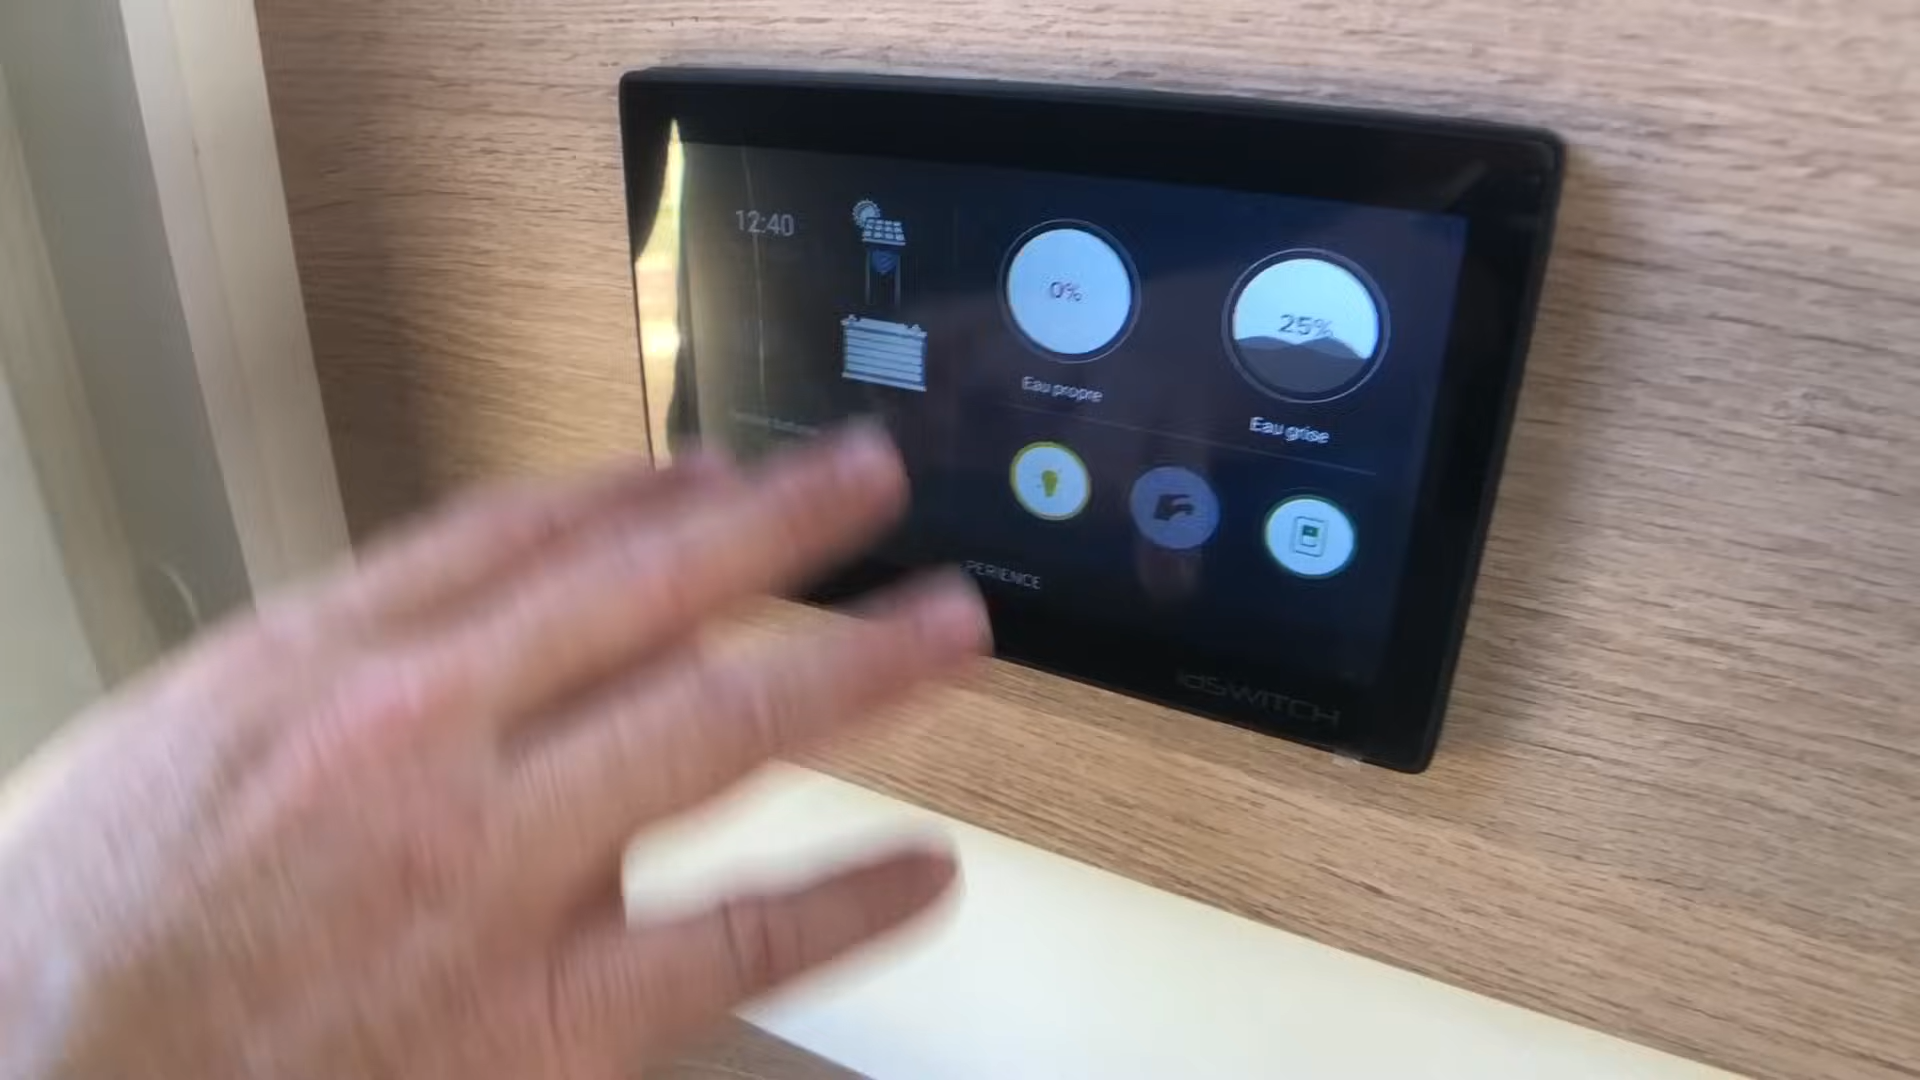 12:40
0%
25%
Eau propre
Eau grise
PERIENCE
idSWITCH